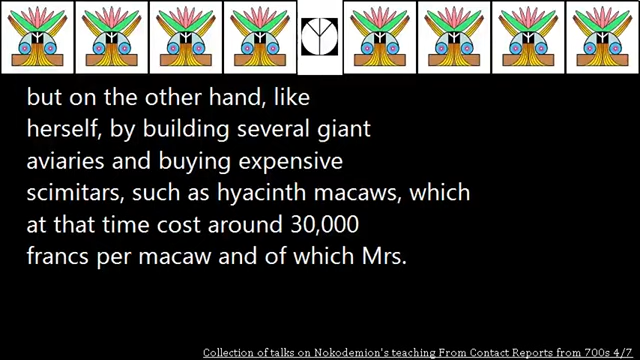 but on the other hand, like
herself, by building several giant
aviaries and buying expensive
scimitars, such as hyacinth macaws, which
at that time cost around 30,000
francs per macaw and of which Mrs.
Collection of talks on Nokodemion's teaching From Contact Reports from 700s 4/7